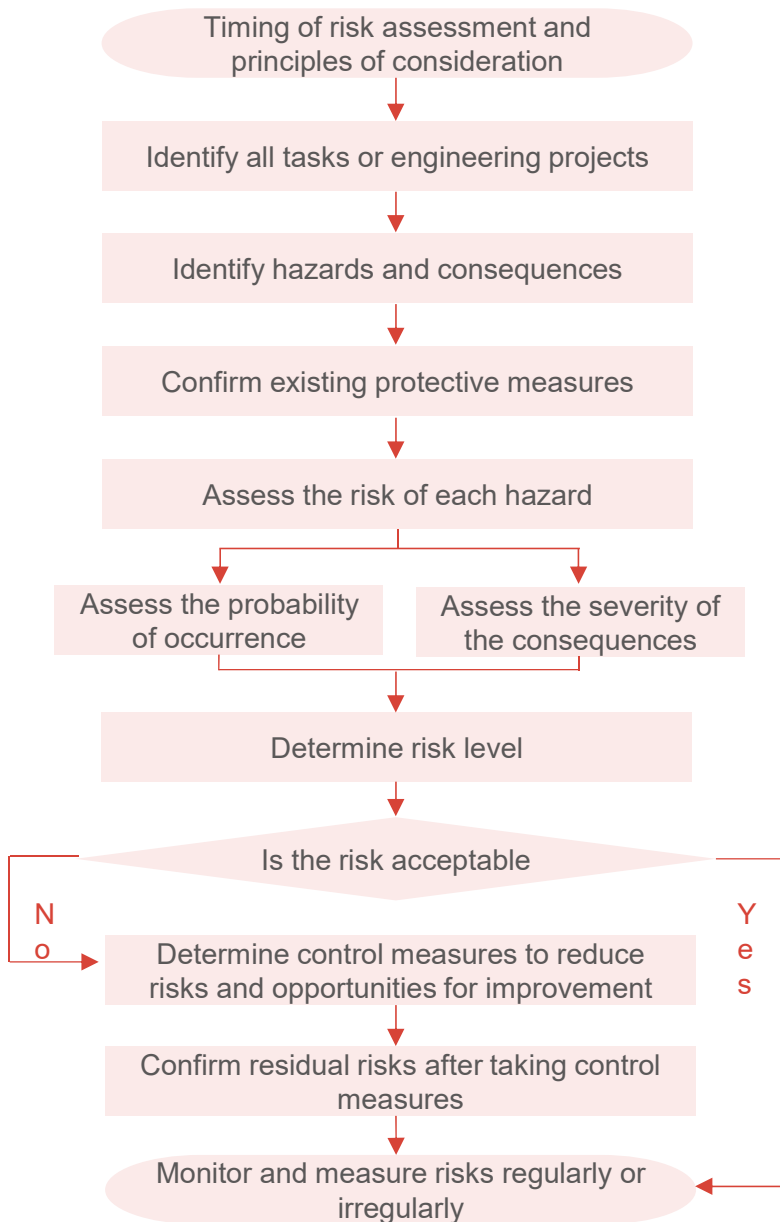 Timing of risk assessment and
principles of consideration
Identify all tasks or engineering projects
Identify hazards and consequences
Confirm existing protective measures
Assess the risk of each hazard
Assess the probability
of occurrence
Assess the severity of
the consequences
Determine risk level
Is the risk acceptable
No
Yes
Determine control measures to reduce
risks and opportunities for improvement
Confirm residual risks after taking control
measures
Monitor and measure risks regularly or
irregularly